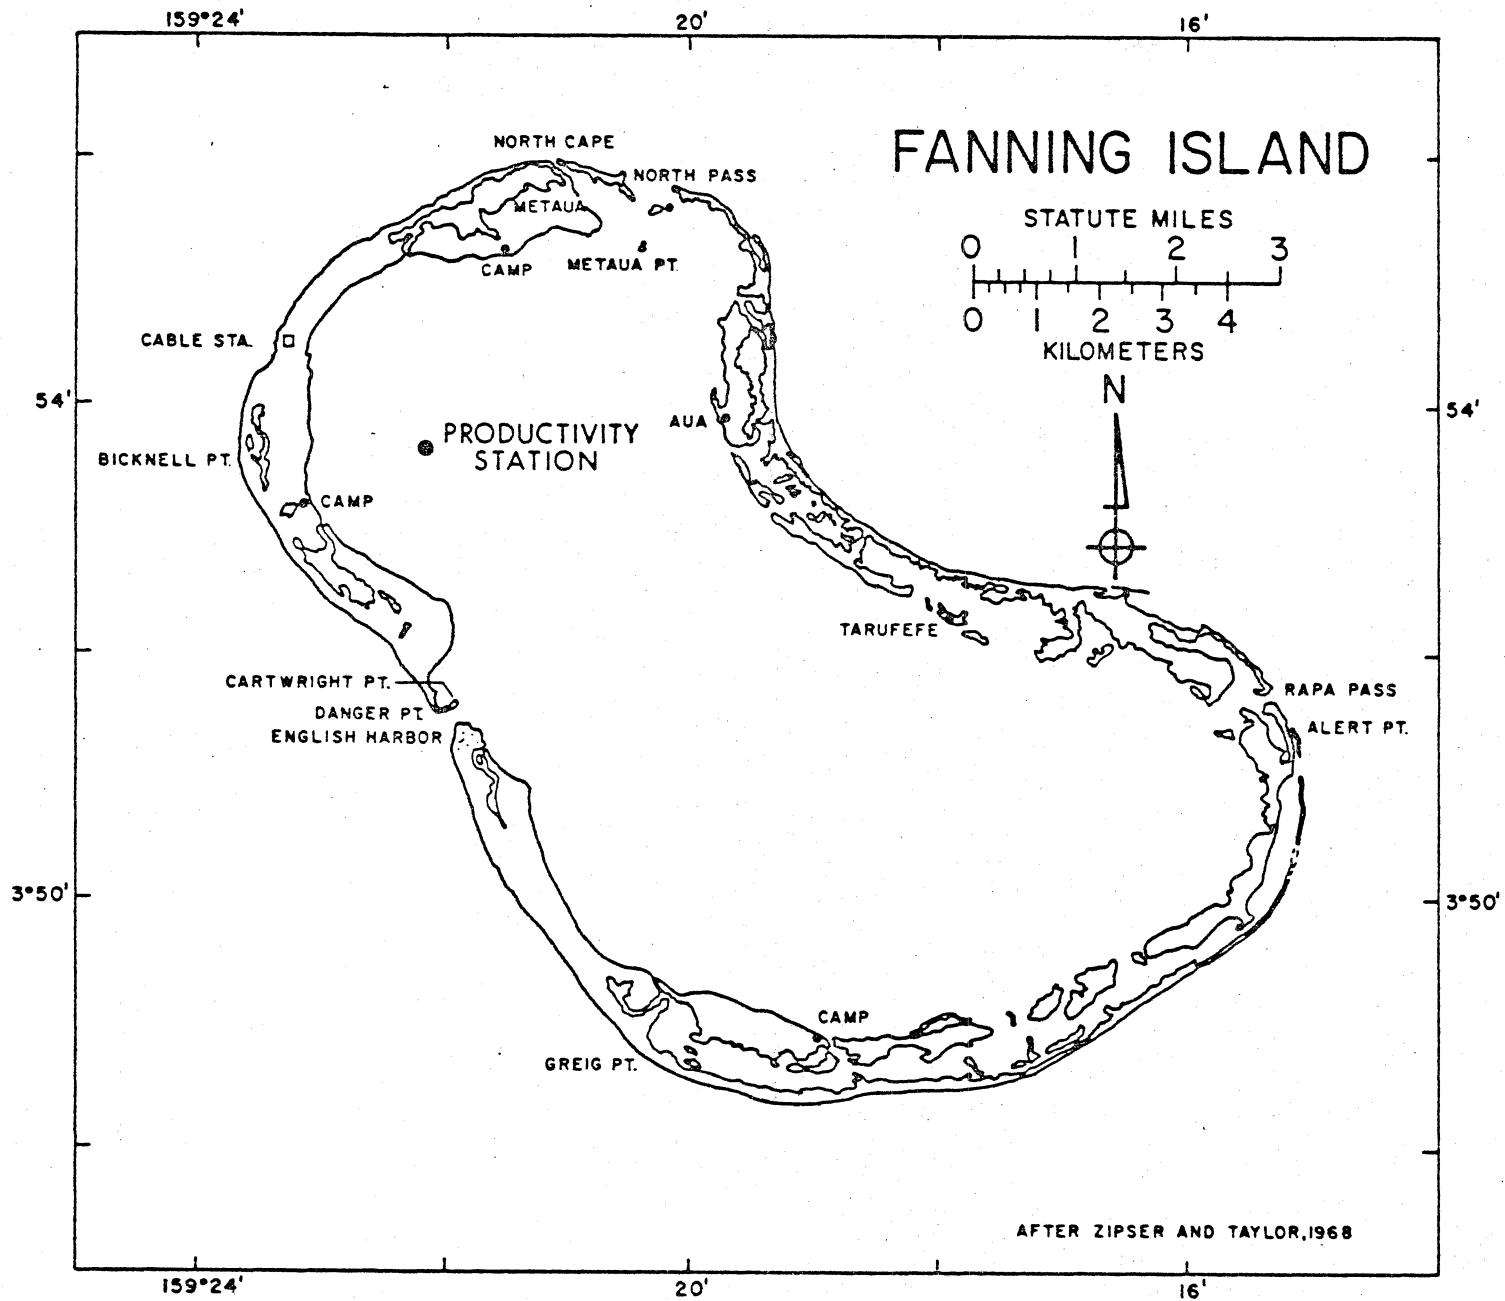 159°24' 20' 16'
FANNING ISLAND
NORTH CAPE
NORTH PASS
METAUA
CAMP
METAUA PT.
STATUTE MILES
0 1 2 3
0 1 2 3 4
KILOMETERS
N
CABLE STA.
54' 54'
AUA
PRODUCTIVITY
STATION
BICKNELL PT.
CAMP
TARUFEFE
CARTWRIGHT PT.
RAPA PASS
DANGER PT.
ALERT PT.
ENGLISH HARBOR
3°50' 3°50'
CAMP
GREIG PT.
AFTER ZIPSER AND TAYLOR,1968
159°24' 20' 16'